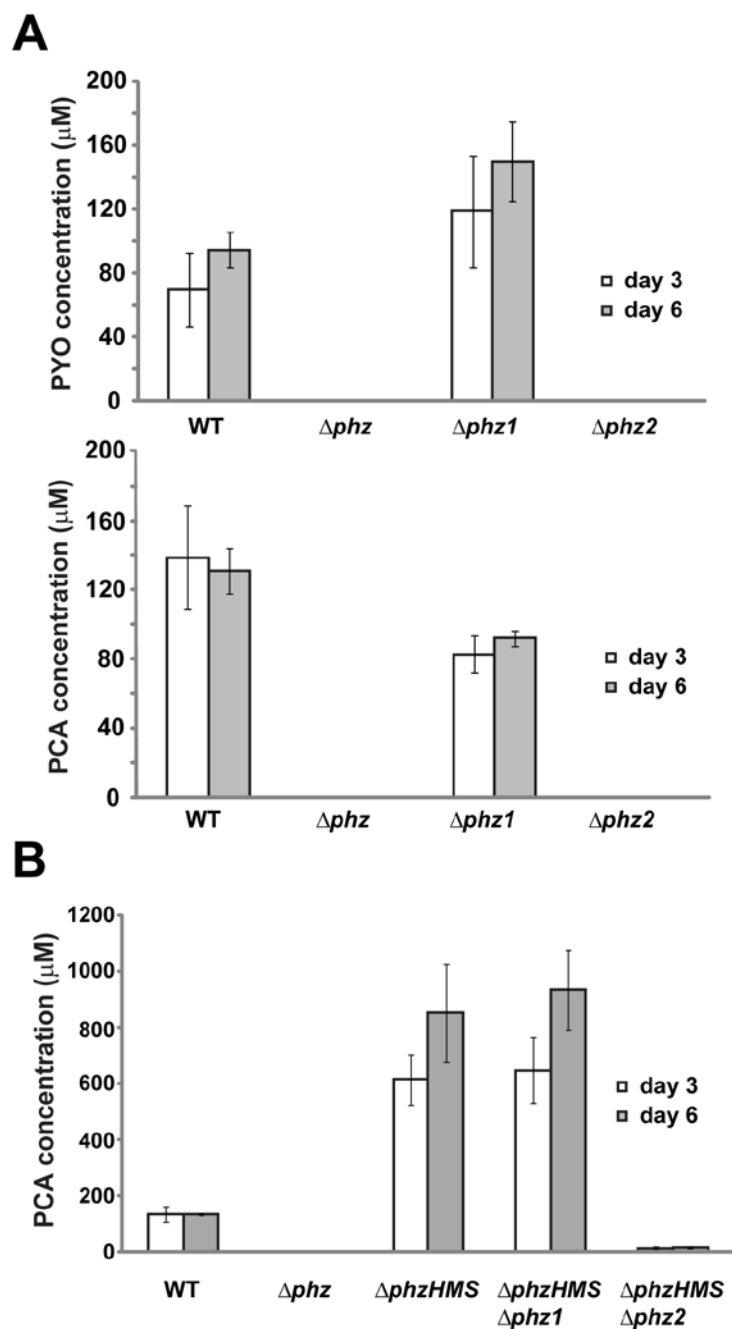 A
PYO concentration (μM)
200
160
120
80
40
0
day 3
day 6
WT
Δphz
Δphz1
Δphz2
PCA concentration (μM)
200
160
120
80
40
0
day 3
day 6
WT
Δphz
Δphz1
Δphz2
B
PCA concentration (μM)
1200
1000
800
600
400
200
0
day 3
day 6
WT
Δphz
ΔphzHMS
ΔphzHMS
Δphz1
ΔphzHMS
Δphz2